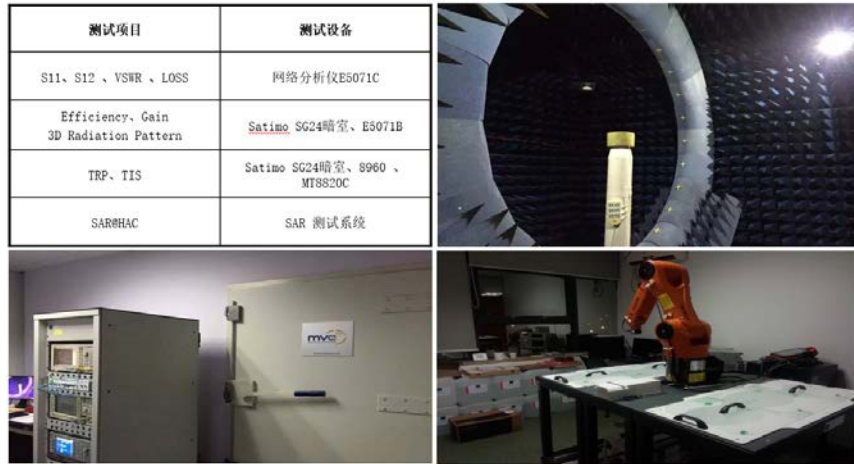 测试项目
测试设备
S11、S12 、VSWR 、LOSS
网络分析仪E5071C
Efficiency、Gain
3D Radiation Pattern
Satimo SG24暗室、E5071B
TRP、TIS
Satimo SG24暗室、8960 、
MT8820C
SAR@HAC
SAR 测试系统
mvg